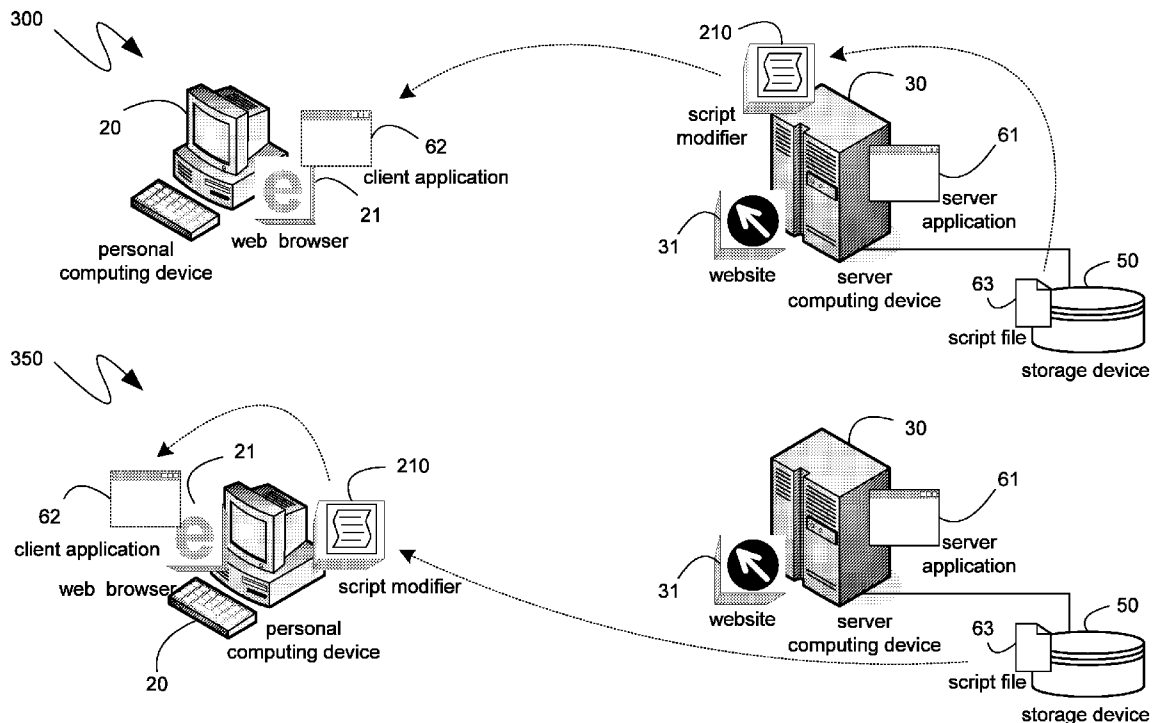 300
20
62
client application
21
web browser
personal
computing device
210
script
modifier
30
61
server
application
31
website
server
computing device
63
50
script file
storage device
350
21
210
62
client application
web browser
script modifier
personal
computing device
20
30
61
server
application
31
website
server
computing device
63
50
script file
storage device